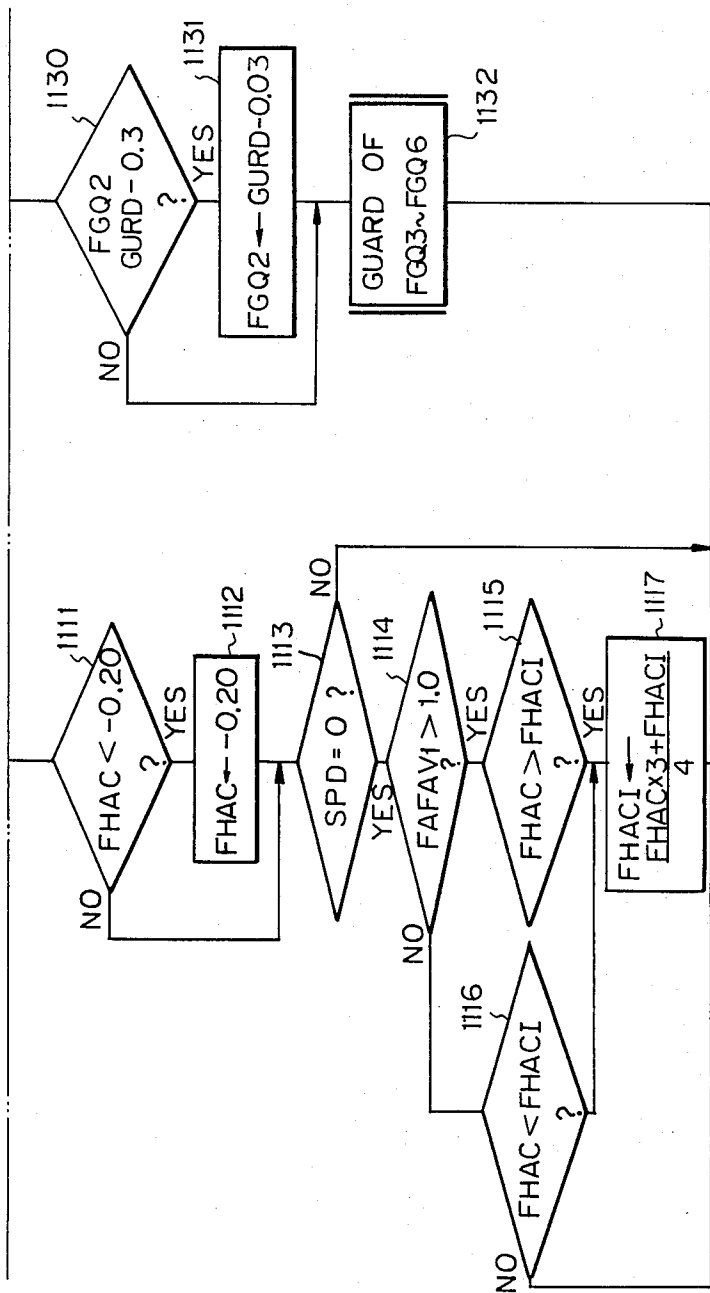 1111
FHAC < -0.20
?
NO
YES
1112
FHAC ← -0.20
1113
SPD = 0 ?
NO
YES
1114
FAFAV1 > 1.0
?
NO
YES
1115
FHAC > FHACI
?
YES
1116
FHAC < FHACI
?
NO
1117
FHACI ←
FHAC×3+FHACI
4
1130
FGQ2
GURD - 0.3
?
NO
YES
1131
FGQ2 ← GURD-0.03
GUARD OF
FGQ3~FGQ6
1132